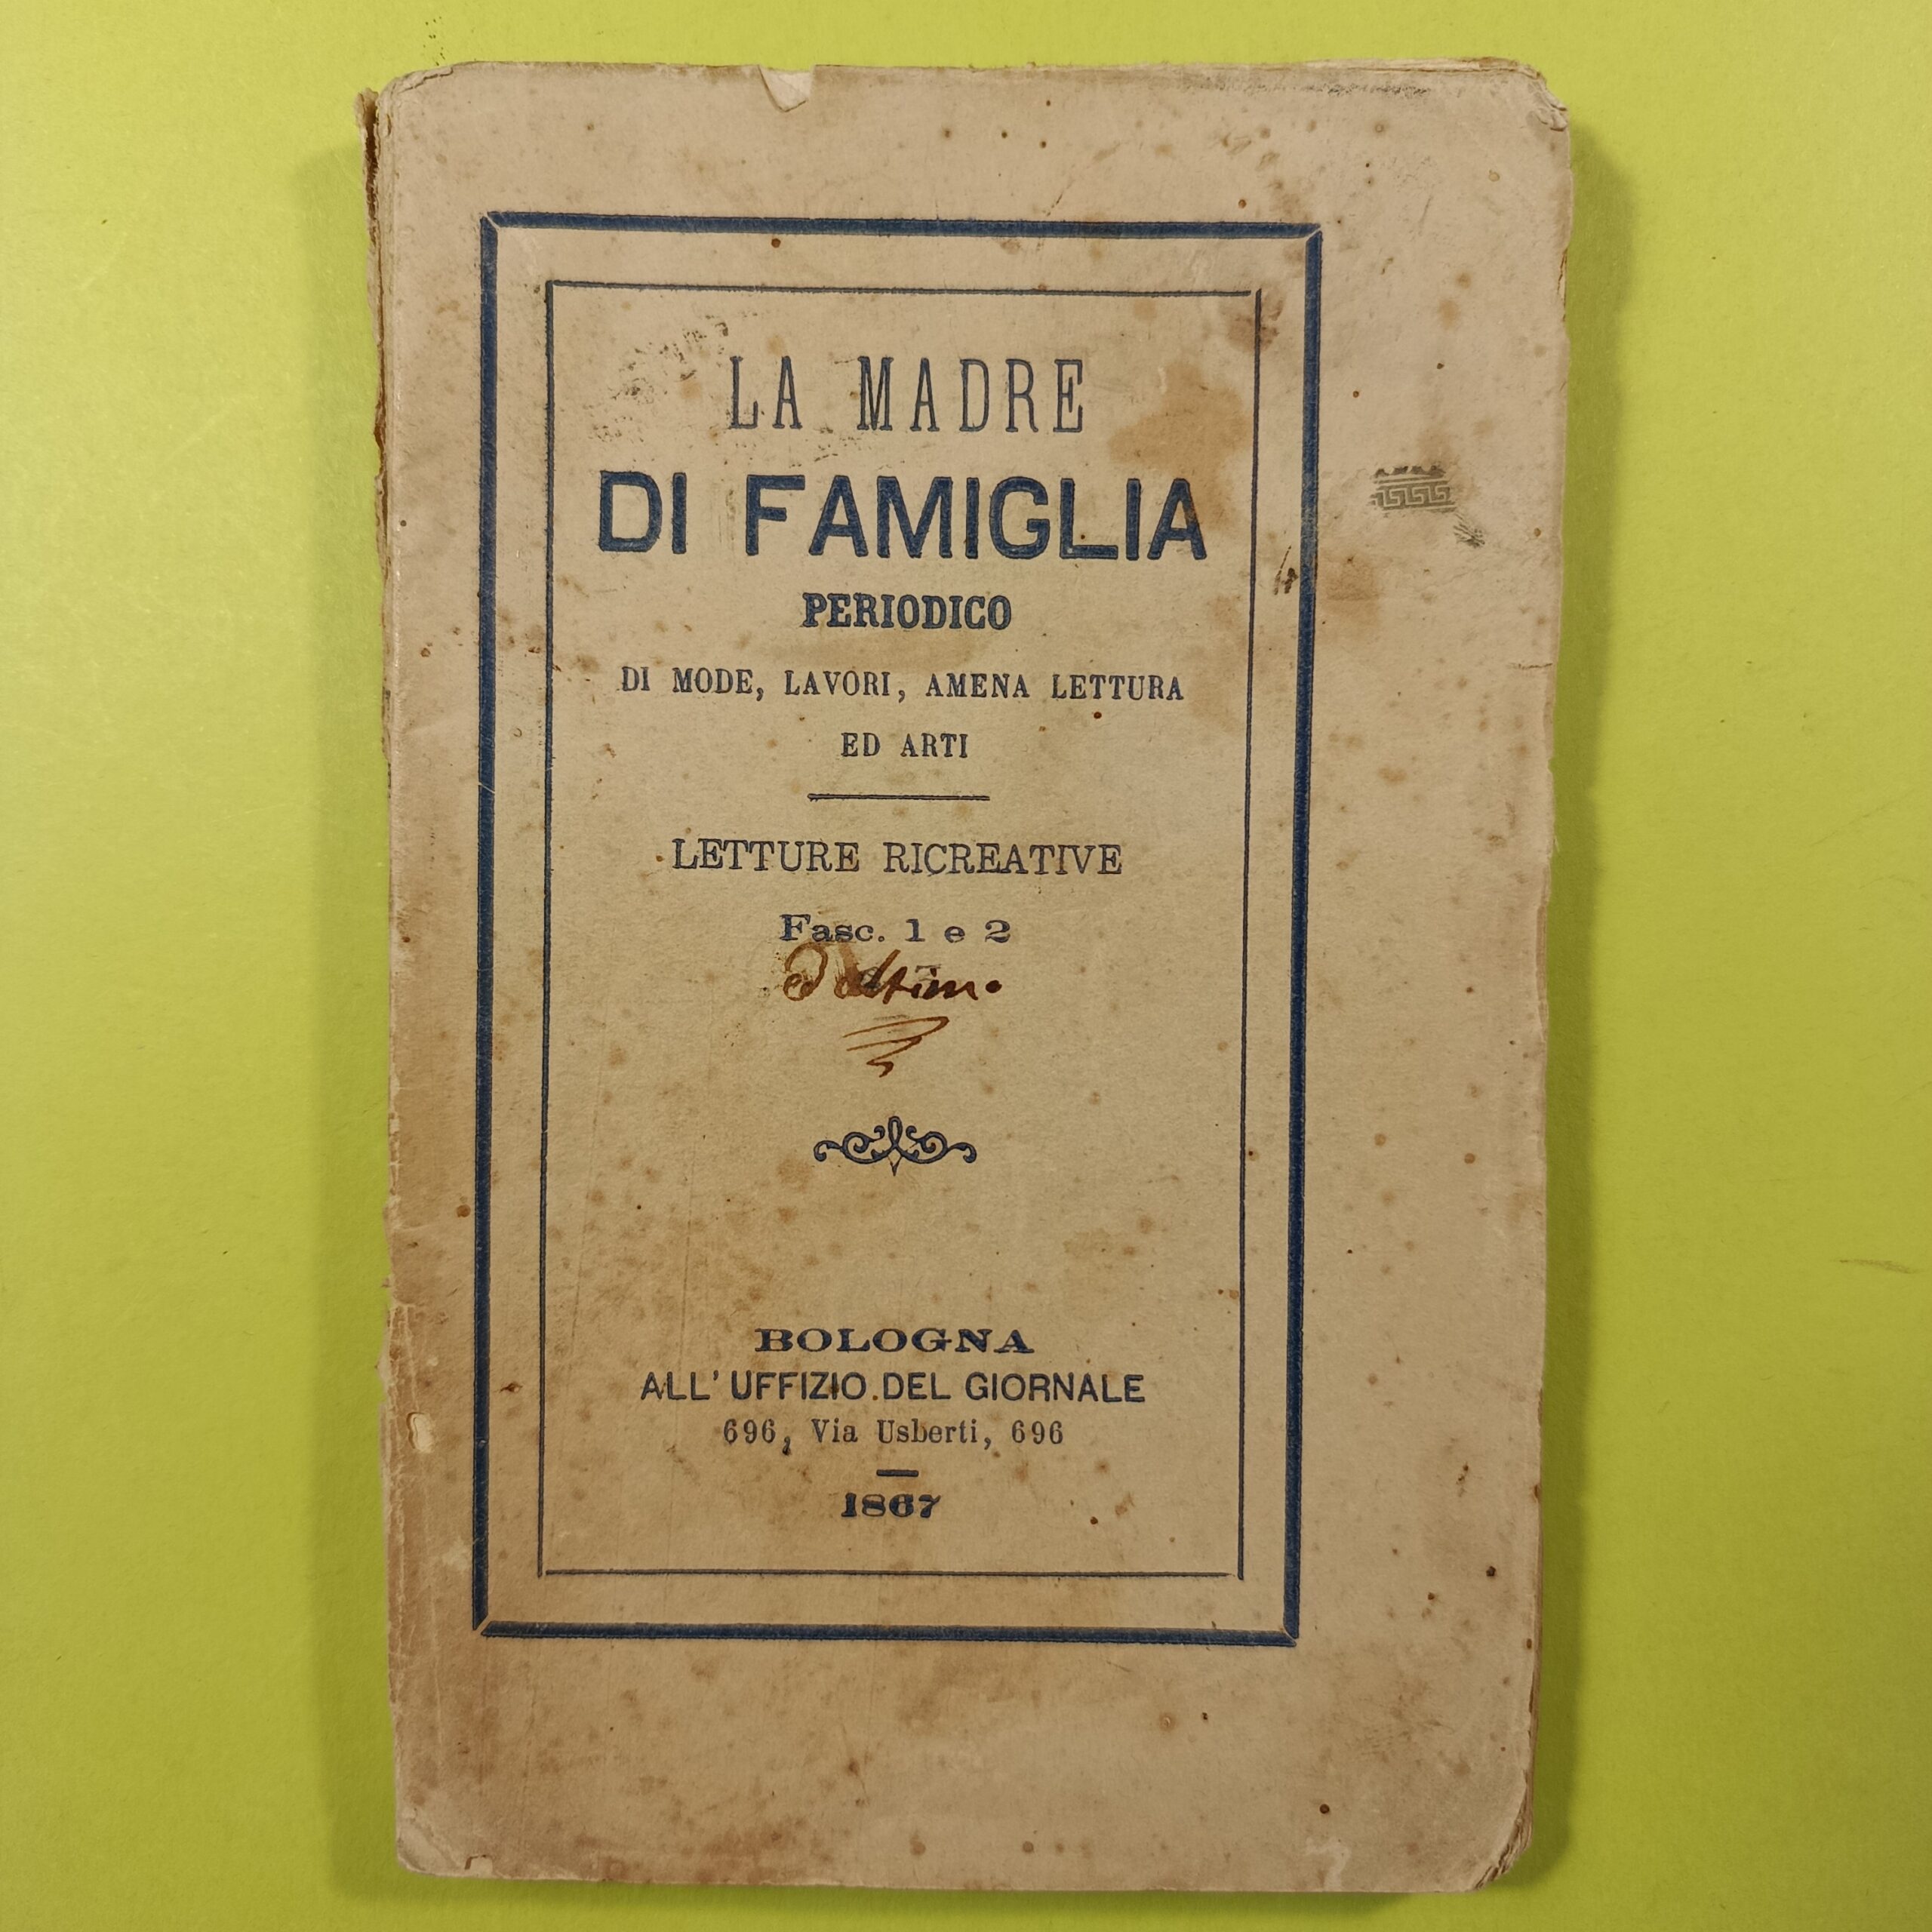 LA MADRE
DI FAMIGLIA
PERIODICO
DI MODE, LAVORI, AMENA LETTURA
ED ARTI
LETTURE RICREATIVE
Fasc. 1 e 2
BOLOGNA
ALL' UFFIZIO DEL GIORNALE
696, Via Usberti, 696
1867